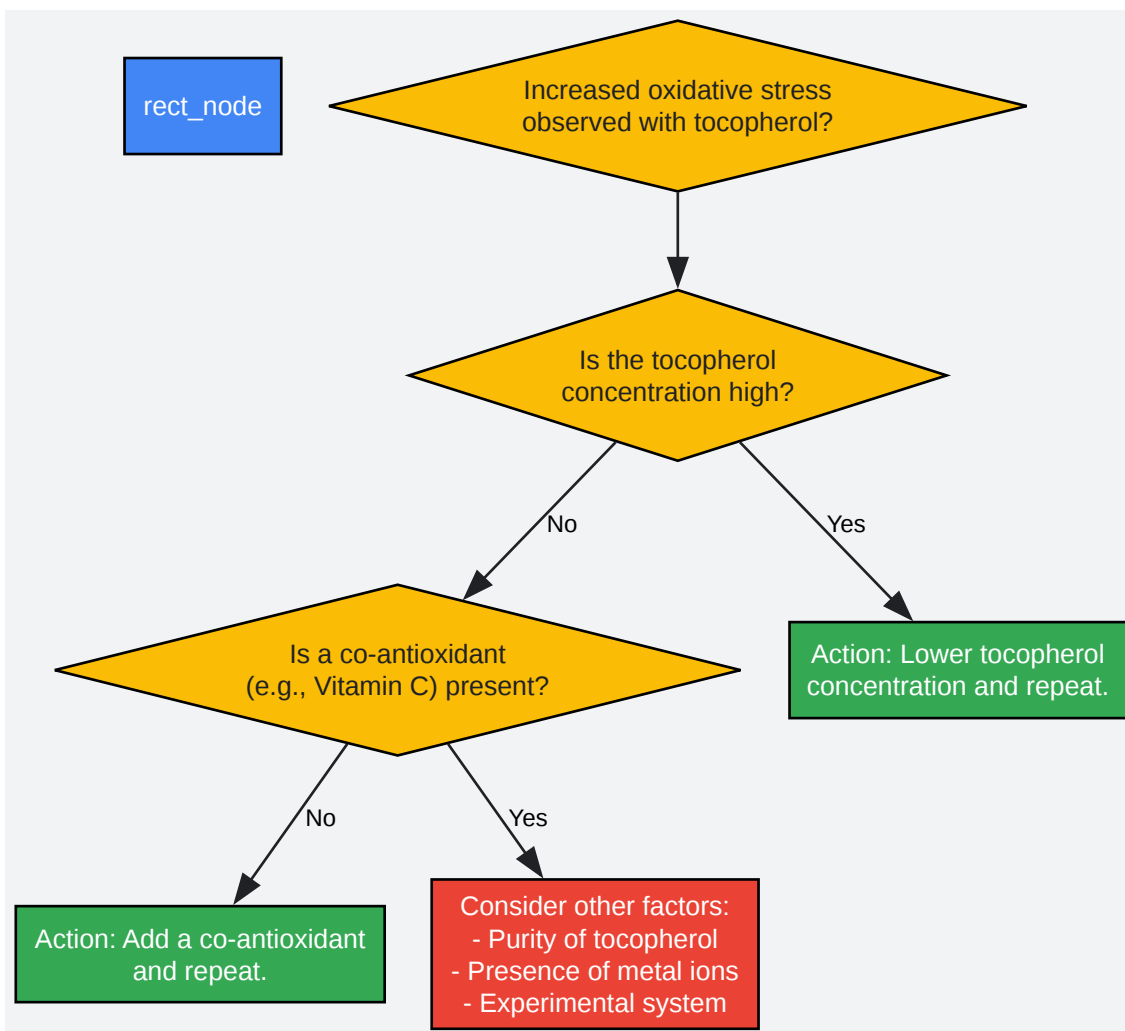 rect_node
Increased oxidative stress
observed with tocopherol?
Is the tocopherol
concentration high?
No
Yes
Is a co-antioxidant
(e.g., Vitamin C) present?
Action: Lower tocopherol
concentration and repeat.
No
Yes
Action: Add a co-antioxidant
and repeat.
Consider other factors:
- Purity of tocopherol
- Presence of metal ions
- Experimental system